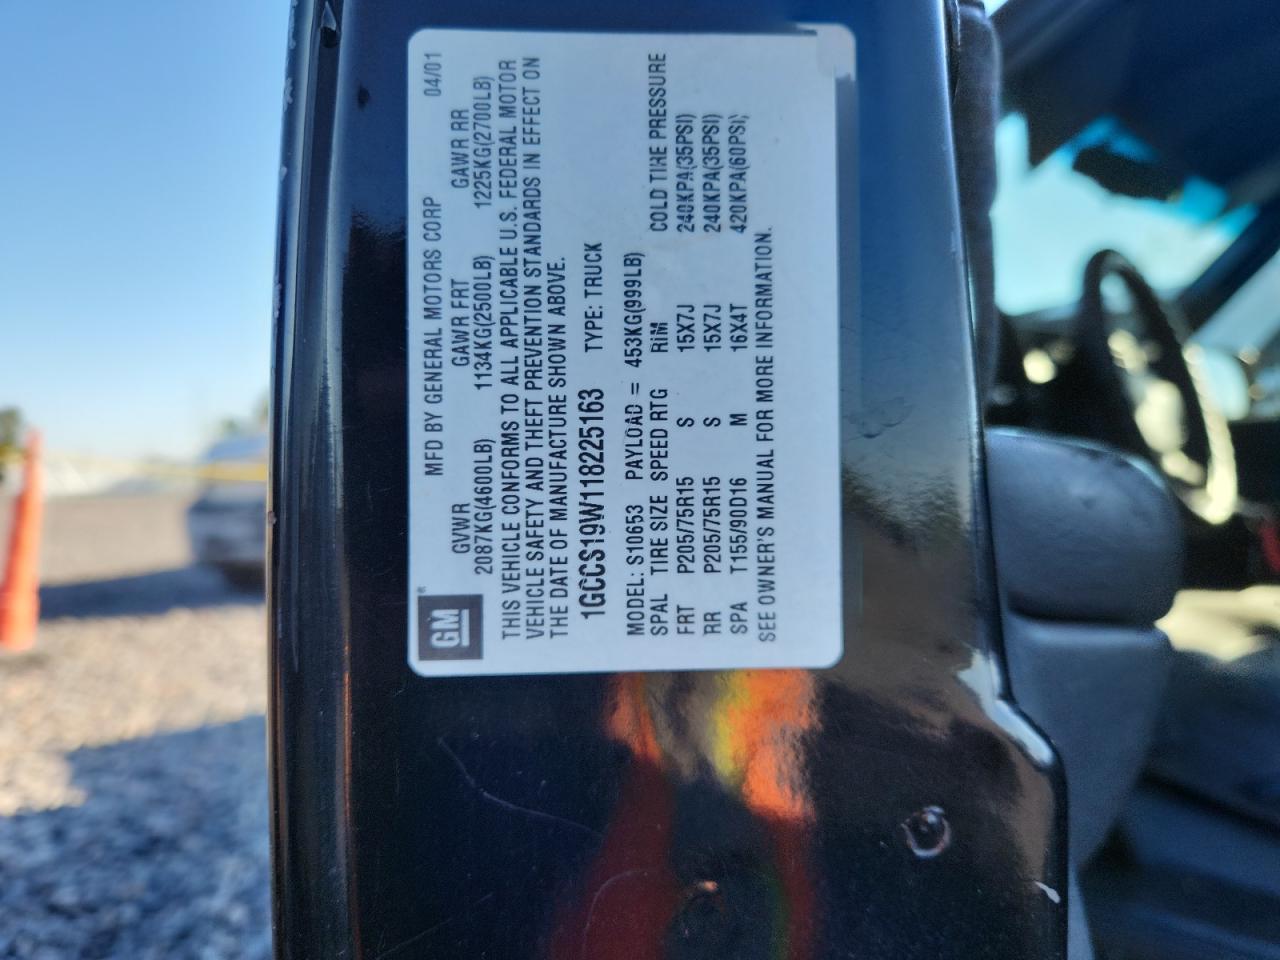 GM®
MFD BY GENERAL MOTORS CORP 04/01
GVWR GAWR FRT GAWR RR
2087KG(4600LB) 1134KG(2500LB) 1225KG(2700LB)
THIS VEHICLE CONFORMS TO ALL APPLICABLE U.S. FEDERAL MOTOR
VEHICLE SAFETY AND THEFT PREVENTION STANDARDS IN EFFECT ON
THE DATE OF MANUFACTURE SHOWN ABOVE.
1GCCS19W118225163 TYPE: TRUCK
MODEL: S10653 PAYLOAD = 453KG(999LB)
SPAL TIRE SIZE SPEED RTG RIM COLD TIRE PRESSURE
FRT P205/75R15 S 15X7J 240KPA(35PSI)
RR P205/75R15 S 15X7J 240KPA(35PSI)
SPA T155/90D16 M 16X4T 420KPA(60PSI)
SEE OWNER'S MANUAL FOR MORE INFORMATION.